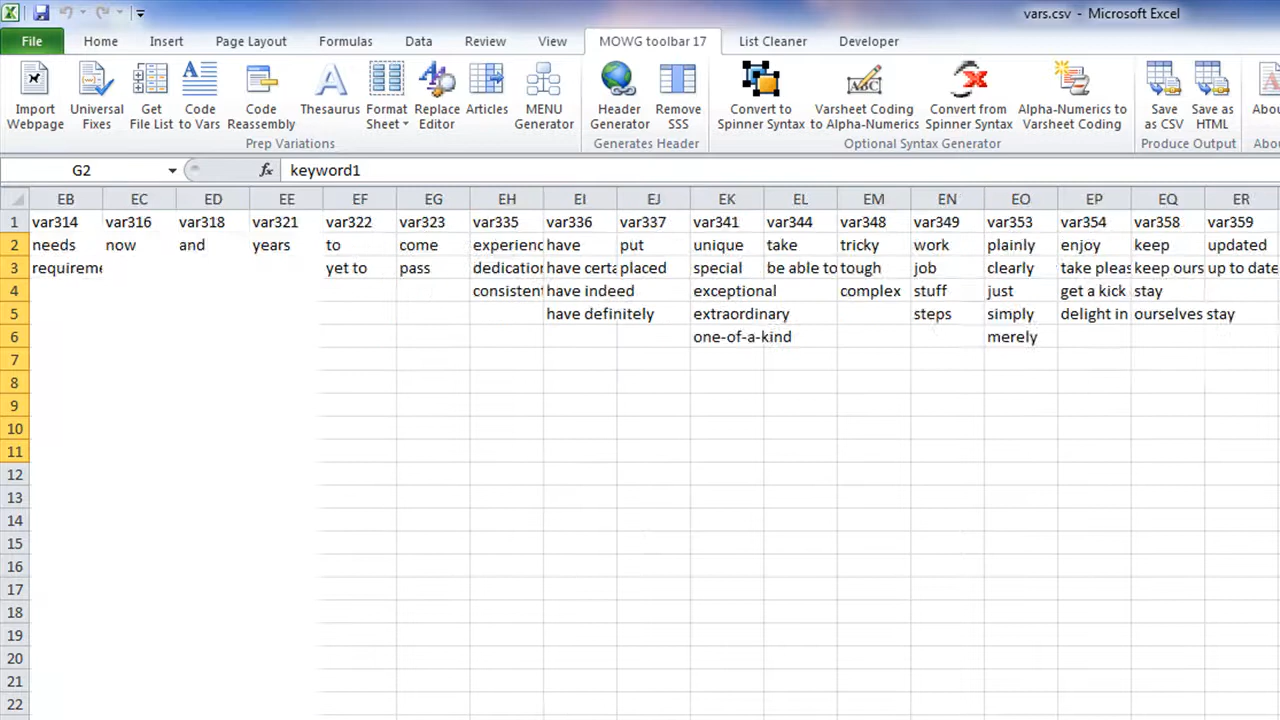 vars.csv - Microsoft Excel
File Home Insert Page Layout Formulas Data Review View MOWG toolbar 17 List Cleaner Developer
Import Webpage
Universal Fixes
Get File List
Code to Vars
Code Reassembly
Thesaurus
Format Sheet
Replace Editor
Articles
MENU Generator
Header Generator
Remove SSS
Convert to Spinner Syntax
Varsheet Coding to Alpha-Numerics
Convert from Spinner Syntax
Alpha-Numerics to Varsheet Coding
Save as CSV
Save as HTML
Prep Variations Generates Header Optional Syntax Generator Produce Output
G2 fx keyword1
EB EC ED EE EF EG EH EI EJ EK EL EM EN EO EP EQ ER
1 var314 var316 var318 var321 var322 var323 var335 var336 var337 var341 var344 var348 var349 var353 var354 var358 var359
2 needs now and years to come experienc have put unique take tricky work plainly enjoy keep updated
3 requireme yet to pass dedication have certa placed special be able to tough job clearly take pleas keep ours up to date
4 consistent have indeed exceptional complex stuff just get a kick stay
5 have definitely extraordinary steps simply delight in ourselves stay
6 one-of-a-kind merely
7
8
9
10
11
12
13
14
15
16
17
18
19
20
21
22